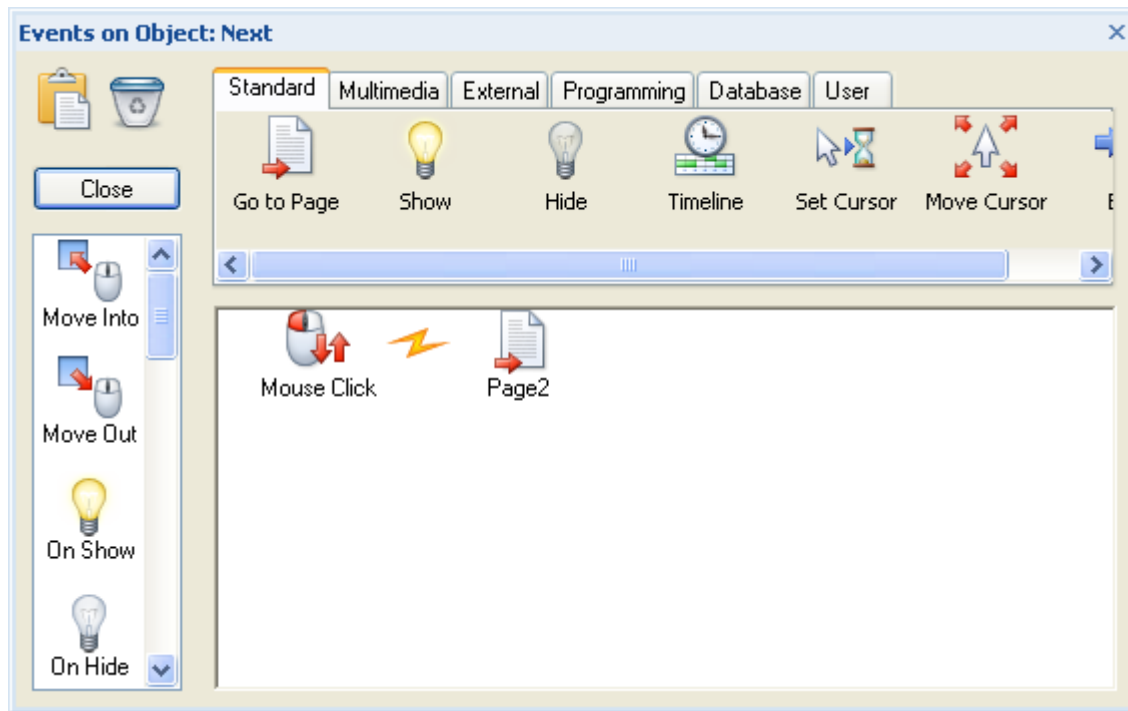 Events on Object: Next
Standard Multimedia External Programming Database User
Close
Go to Page Show Hide Timeline Set Cursor Move Cursor
Move Into
Move Out
On Show
On Hide
Mouse Click Page2